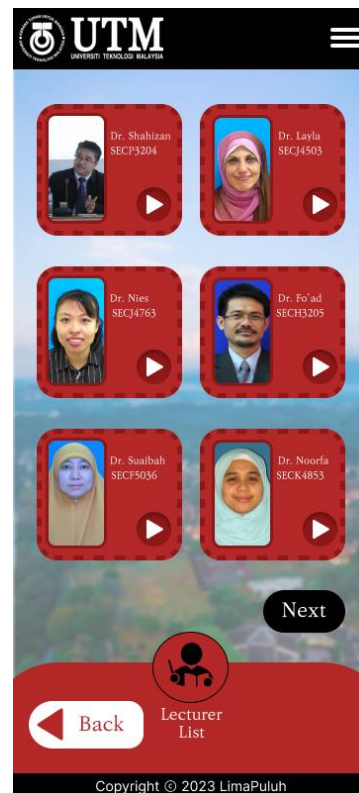 UTM
UNIVERSITI TEKNOLOGI MALAYSIA
Dr. Shahizan
SECP3204
Dr. Layla
SECJ4503
Dr. Nies
SECJ4763
Dr. Fo'ad
SECH3205
Dr. Suaibah
SECF5036
Dr. Noorfa
SECK4853
Next
Back
Lecturer
List
Copyright © 2023 LimaPuluh